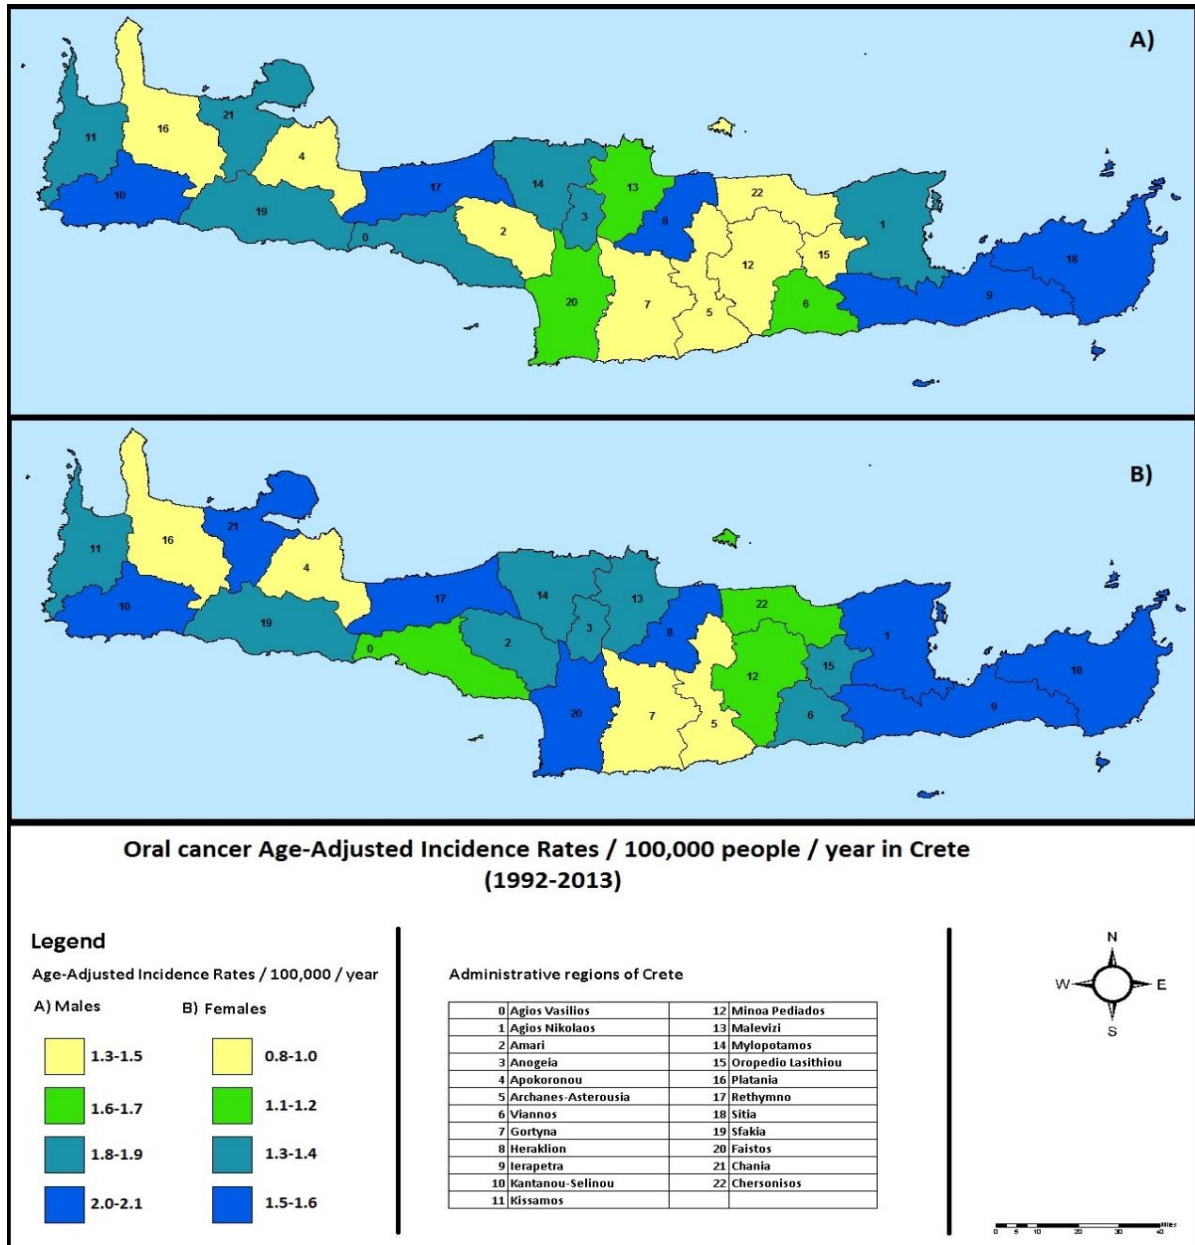 A)
21
11
16
4
10
17
14
13
22
3
8
1
19
0
2
12
15
18
20
7
5
6
9
B)
21
11
16
4
10
17
14
13
22
3
8
1
19
0
2
12
15
18
20
7
5
6
9
Oral cancer Age-Adjusted Incidence Rates / 100,000 people / year in Crete
(1992-2013)
Legend
Age-Adjusted Incidence Rates / 100,000 / year
A) Males B) Females
1.3-1.5 0.8-1.0
1.6-1.7 1.1-1.2
1.8-1.9 1.3-1.4
2.0-2.1 1.5-1.6
Administrative regions of Crete
0 Agios Vasilios 12 Minoa Pediados
1 Agios Nikolaos 13 Malevizi
2 Amari 14 Mylopotamos
3 Anogeia 15 Oropedio Lasithiou
4 Apokoronou 16 Platania
5 Archanes-Asterousia 17 Rethymno
6 Viannos 18 Sitia
7 Gortyna 19 Sfakia
8 Heraklion 20 Faistos
9 Ierapetra 21 Chania
10 Kantanou-Selinou 22 Chersonisos
11 Kissamos
N
W E
S
Miles
0 5 10 20 30 40